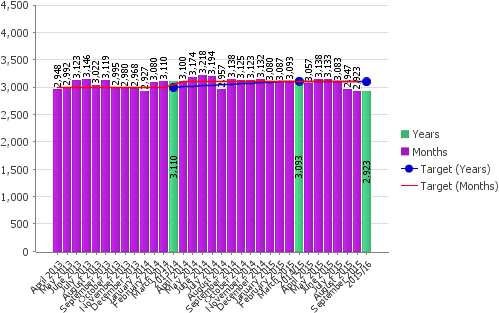 4,500
4,000
3,500
3,000
2,500
2,000
1,500
1,000
500
0
2.948
2.992
3.123
3.146
3.022
3.119
2.995
2.980
2.968
2.927
3.080
3.110
3.110
3.100
3.174
3.218
3.194
2.957
3.138
3.125
3.123
3.132
3.080
3.087
3.093
3.093
3.057
3.138
3.133
3.083
2.947
2.923
2.923
April 2013
May 2013
June 2013
July 2013
August 2013
September 2013
October 2013
November 2013
December 2013
January 2014
February 2014
March 2014
2013/14
April 2014
May 2014
June 2014
July 2014
August 2014
September 2014
October 2014
November 2014
December 2014
January 2015
February 2015
March 2015
2014/15
April 2015
May 2015
June 2015
July 2015
August 2015
September 2015
2015/16
Years
Months
Target (Years)
Target (Months)